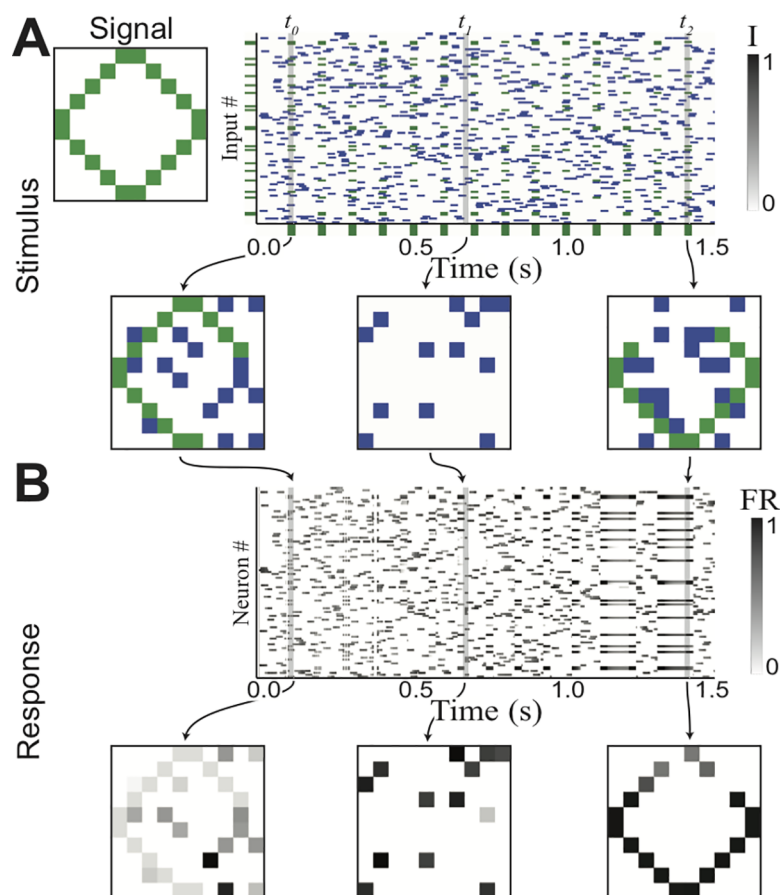 A
Signal
t0
t1
t2
I
1
0
Input #
Stimulus
0.0
0.5
1.0
1.5
Time (s)
B
FR
1
0
Neuron #
Response
0.0
0.5
1.0
1.5
Time (s)